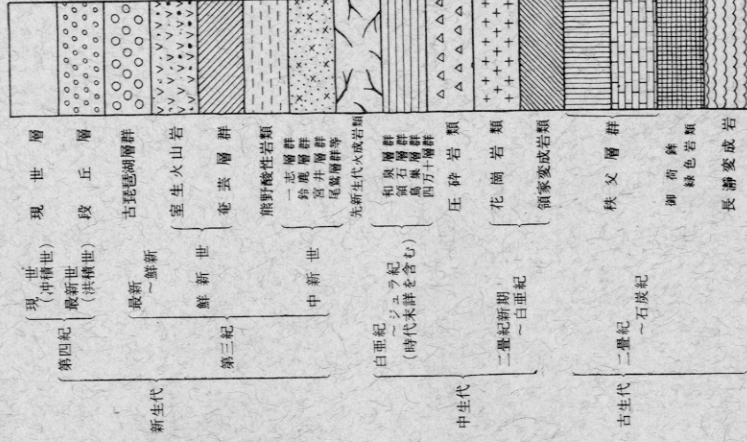 現世層
段丘層
古琵琶湖層群
室生火山岩
奄芸層群
熊野酸性岩類
一志層群
鈴鹿層群
宮井層群
尾鷲層群等
先新生代火成岩類
和泉層群
領石層群
鳥巣層群
四万十層群
圧砕岩類
花崗岩類
領家変成岩類
秩父層群
御荷鉾
緑色岩類
長瀞変成岩
現世
(冲積世)
最新世
(洪積世)
最新
~鮮新
鮮新世
中新世
白亜紀
~ジュラ紀
(時代未詳を含む)
二畳紀新期
~白亜紀
二畳紀
~石炭紀
第四紀
第三紀
新生代
中生代
古生代